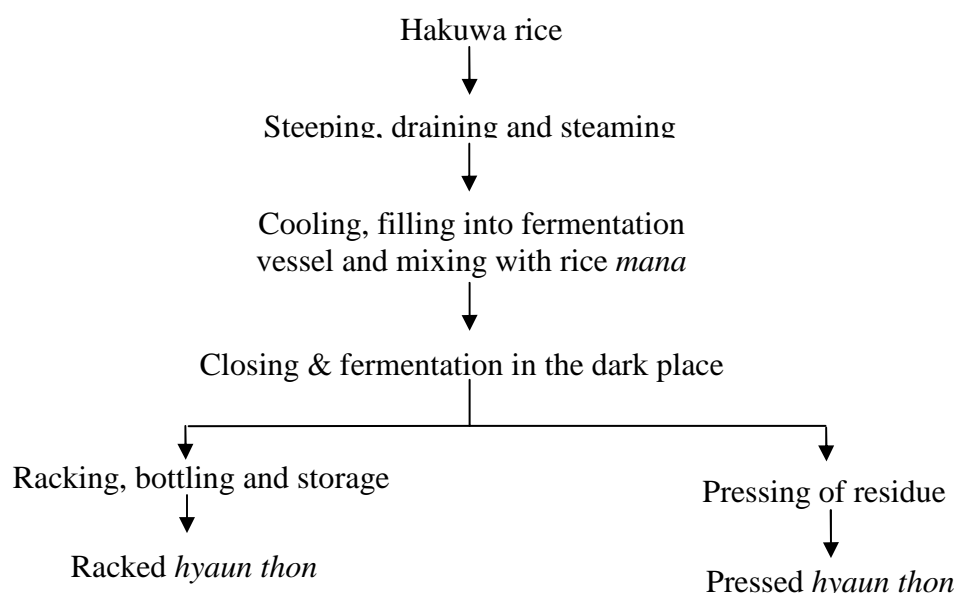 Hakuwa rice
Steeping, draining and steaming
Cooling, filling into fermentation
vessel and mixing with rice mana
Closing & fermentation in the dark place
Racking, bottling and storage
Pressing of residue
Racked hyaun thon
Pressed hyaun thon